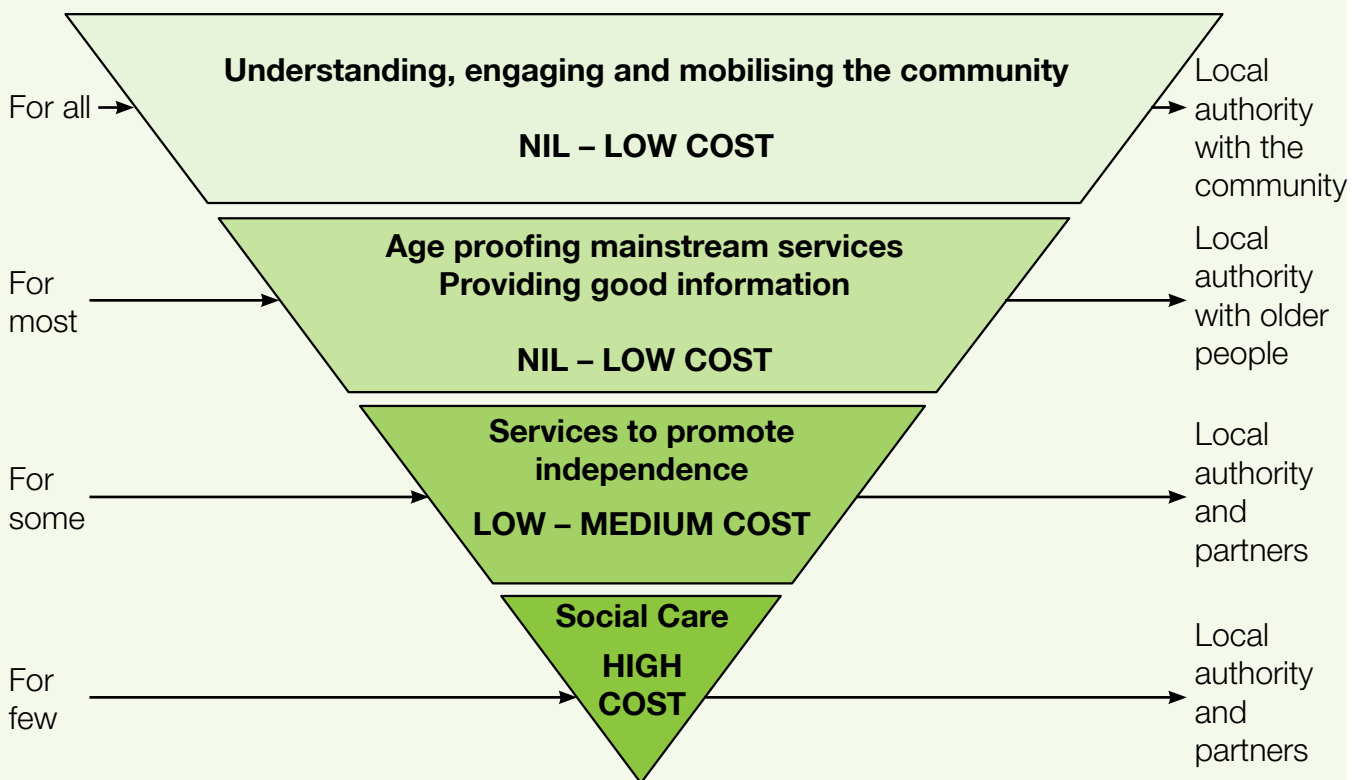 For all
Understanding, engaging and mobilising the community
NIL – LOW COST
Local
authority
with the
community
For
most
Age proofing mainstream services
Providing good information
NIL – LOW COST
Local
authority
with older
people
For
some
Services to promote
independence
LOW – MEDIUM COST
Local
authority
and
partners
For
few
Social Care
HIGH
COST
Local
authority
and
partners